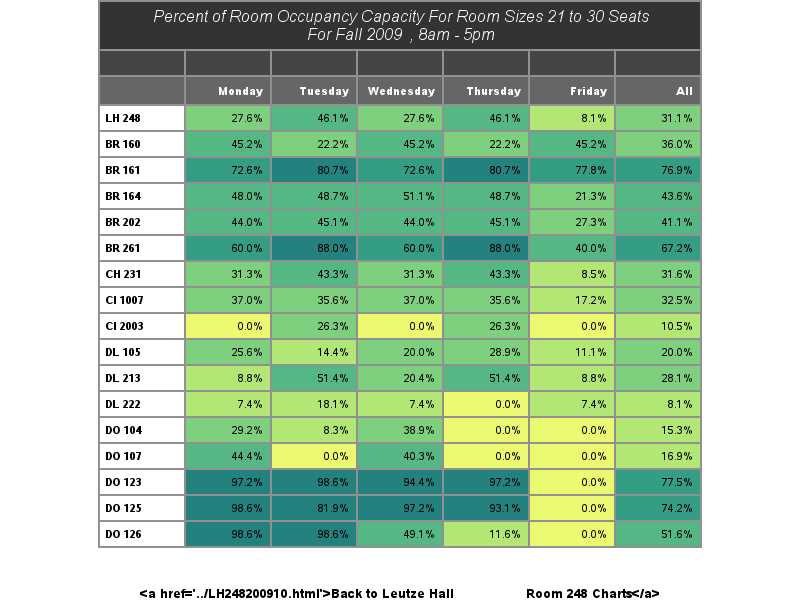 Percent of Room Occupancy Capacity For Room Sizes 21 to 30 Seats
For Fall 2009 , 8am - 5pm
Monday Tuesday Wednesday Thursday Friday All
LH 248 27.6% 46.1% 27.6% 46.1% 8.1% 31.1%
BR 160 45.2% 22.2% 45.2% 22.2% 45.2% 36.0%
BR 161 72.6% 80.7% 72.6% 80.7% 77.8% 76.9%
BR 164 48.0% 48.7% 51.1% 48.7% 21.3% 43.6%
BR 202 44.0% 45.1% 44.0% 45.1% 27.3% 41.1%
BR 261 60.0% 88.0% 60.0% 88.0% 40.0% 67.2%
CH 231 31.3% 43.3% 31.3% 43.3% 8.5% 31.6%
CI 1007 37.0% 35.6% 37.0% 35.6% 17.2% 32.5%
CI 2003 0.0% 26.3% 0.0% 26.3% 0.0% 10.5%
DL 105 25.6% 14.4% 20.0% 28.9% 11.1% 20.0%
DL 213 8.8% 51.4% 20.4% 51.4% 8.8% 28.1%
DL 222 7.4% 18.1% 7.4% 0.0% 7.4% 8.1%
DO 104 29.2% 8.3% 38.9% 0.0% 0.0% 15.3%
DO 107 44.4% 0.0% 40.3% 0.0% 0.0% 16.9%
DO 123 97.2% 98.6% 94.4% 97.2% 0.0% 77.5%
DO 125 98.6% 81.9% 97.2% 93.1% 0.0% 74.2%
DO 126 98.6% 98.6% 49.1% 11.6% 0.0% 51.6%
<a href='../LH248200910.html'>Back to Leutze Hall Room 248 Charts</a>